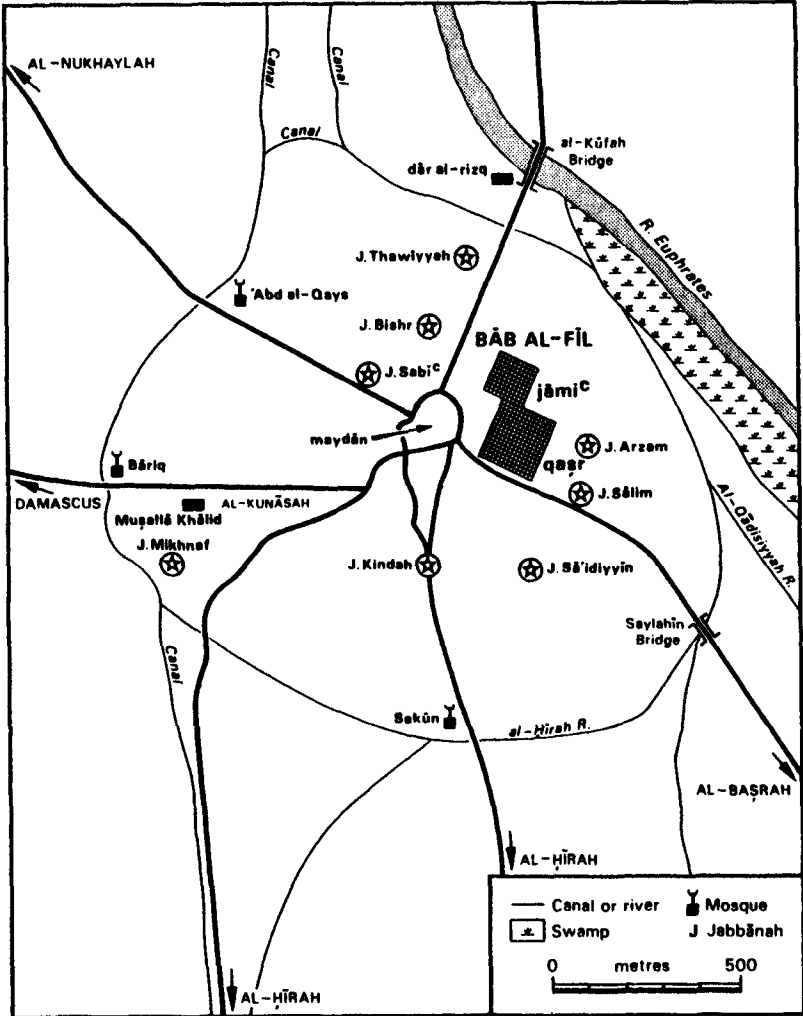 AL-NUKHAYLAH
Canal
Canal
Canal
al-Kūfah
Bridge
dār al-rizq
R. Euphrates
J. Thawiyyah
'Abd al-Qays
J. Bishr
BĀB AL-FĪL
J. Sabīᶜ
jāmiᶜ
maydān
J. Arzam
Bāriq
qaṣr
DAMASCUS
AL-KUNĀSAH
J. Sālim
Al-Qādisiyyah R.
Muṣallā Khālid
J. Mikhnaf
J. Kindah
J. Sā'idiyyīn
Saylaḥīn
Bridge
Canal
Sakūn
al-Ḥīrah R.
AL-BAṢRAH
AL-ḤĪRAH
Canal or river
Mosque
Swamp
J Jabbānah
0 metres 500
AL-ḤĪRAH